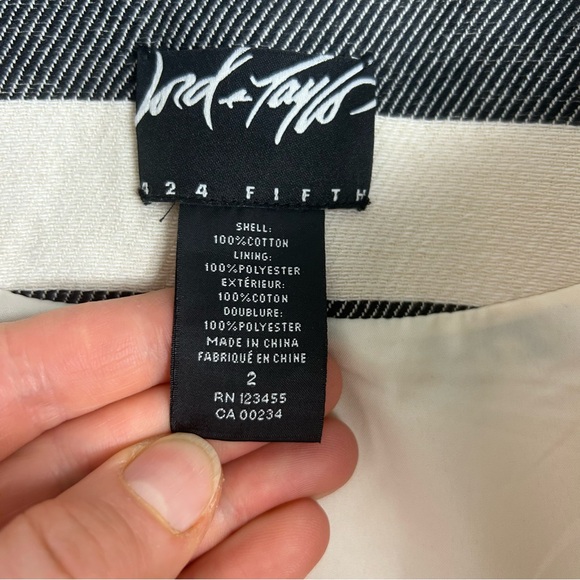 Lord & Taylor
424 FIFTH
SHELL:
100%COTTON
LINING:
100%POLYESTER
EXTÉRIEUR:
100%COTON
DOUBLURE:
100%POLYESTER
MADE IN CHINA
FABRIQUÉ EN CHINE
2
RN 123455
CA 00234